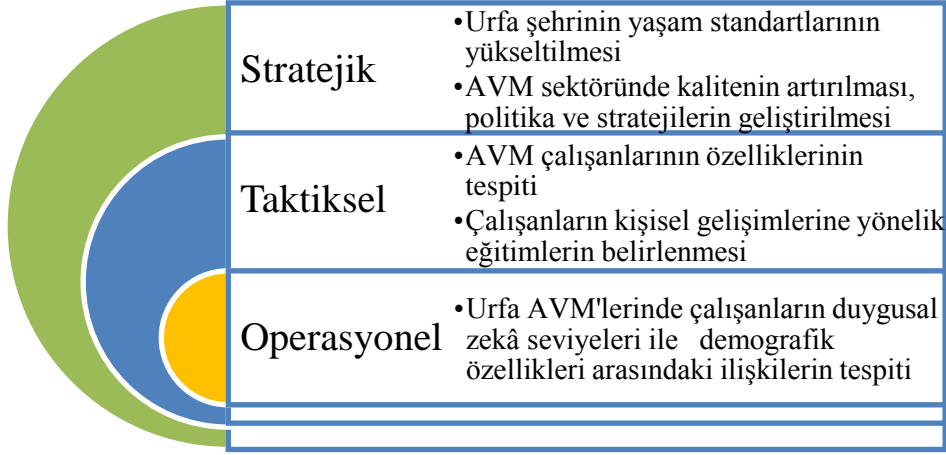 Stratejik
•Urfa şehrinin yaşam standartlarının
yükseltilmesi
•AVM sektöründe kalitenin artırılması,
politika ve stratejilerin geliştirilmesi
Taktiksel
•AVM çalışanlarının özelliklerinin
tespiti
•Çalışanların kişisel gelişimlerine yönelik
eğitimlerin belirlenmesi
Operasyonel
•Urfa AVM'lerinde çalışanların duygusal
zekâ seviyeleri ile demografik
özellikleri arasındaki ilişkilerin tespiti